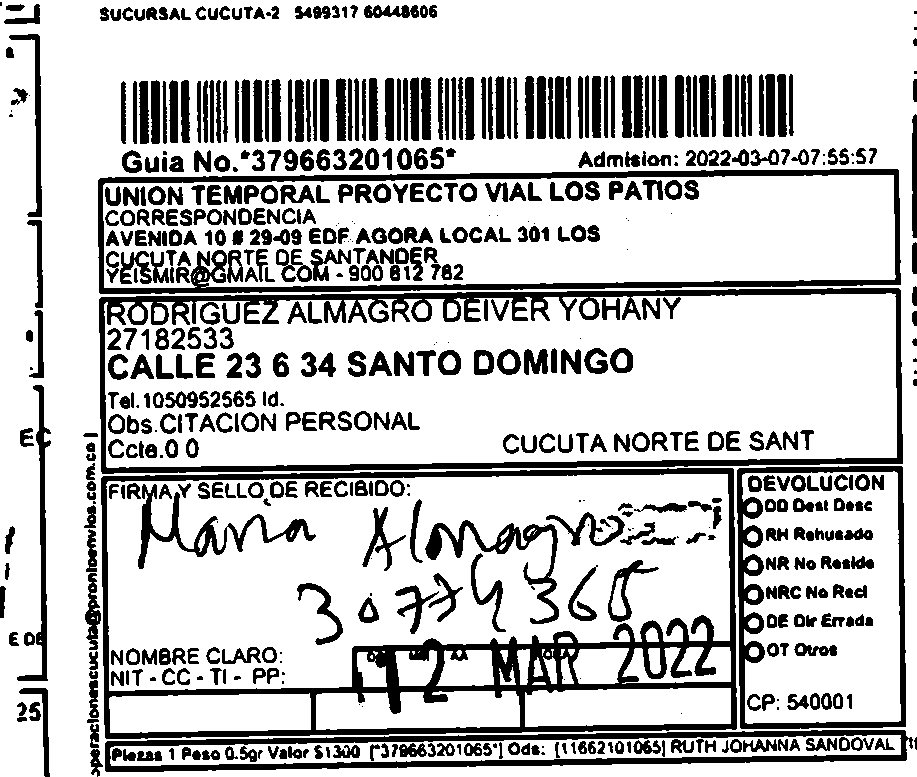 SUCURSAL CUCUTA-2 5499317 60448606
Guia No.*379663201065*
Admision: 2022-03-07-07:55:57
UNION TEMPORAL PROYECTO VIAL LOS PATIOS
CORRESPONDENCIA
AVENIDA 10 # 29-09 EDF AGORA LOCAL 301 LOS
CUCUTA NORTE DE SANTANDER
YEISMIR@GMAIL COM - 900 812 782
RODRIGUEZ ALMAGRO DEIVER YOHANY
27182533
CALLE 23 6 34 SANTO DOMINGO
Tel.1050952565 Id.
Obs.CITACION PERSONAL
Ccte.0 0
CUCUTA NORTE DE SANT
FIRMA Y SELLO DE RECIBIDO:
Maria Almagro
307794365
NOMBRE CLARO:
NIT - CC - TI - PP:
12 MAR 2022
DEVOLUCION
DD Dest Desc
RH Rehusado
NR No Reside
NRC No Recl
DE Dir Errada
OT Otros
CP: 540001
Piezas 1 Peso 0.5gr Valor $1300 [*379663201065*] Ods: [11662101065] RUTH JOHANNA SANDOVAL
operacionescucuta@prontoenvios.com.co
EC
E DE
25